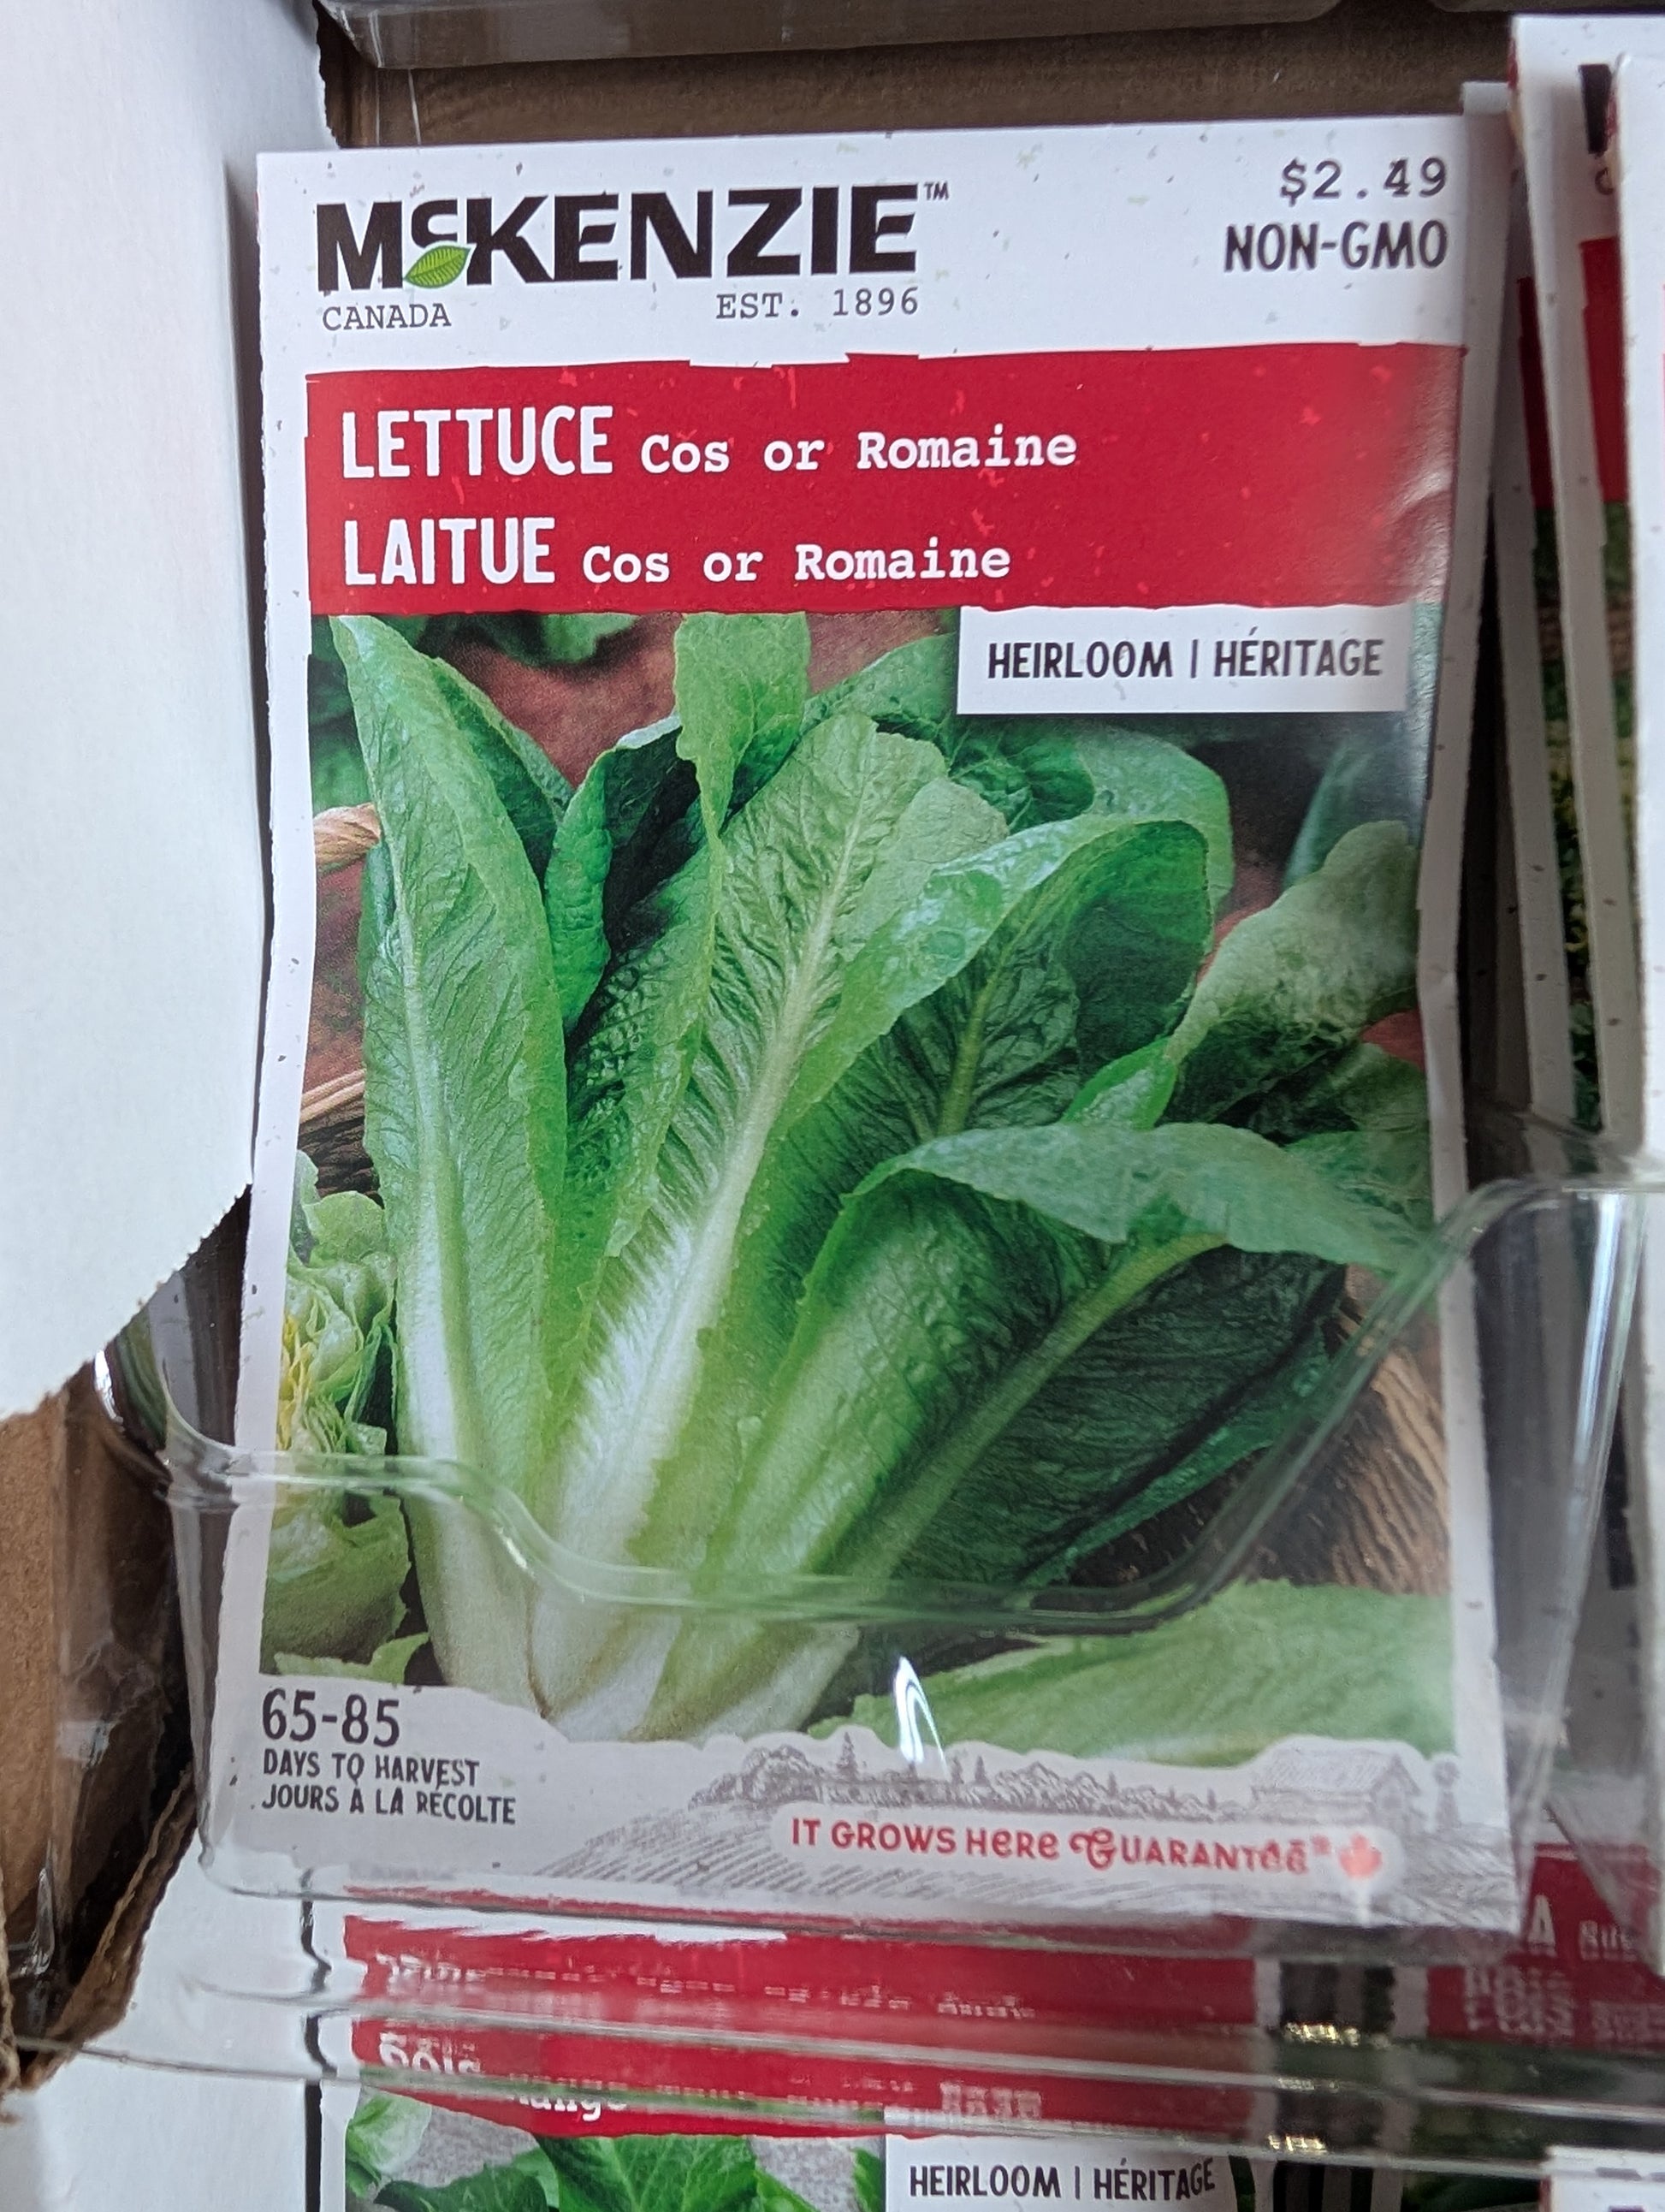 McKENZIE™
CANADA EST. 1896
$2.49
NON-GMO
LETTUCE Cos or Romaine
LAITUE Cos or Romaine
HEIRLOOM | HÉRITAGE
65-85
DAYS TO HARVEST
JOURS À LA RÉCOLTE
IT GROWS HERE GUARANTEE
Pois
HEIRLOOM | HÉRITAGE